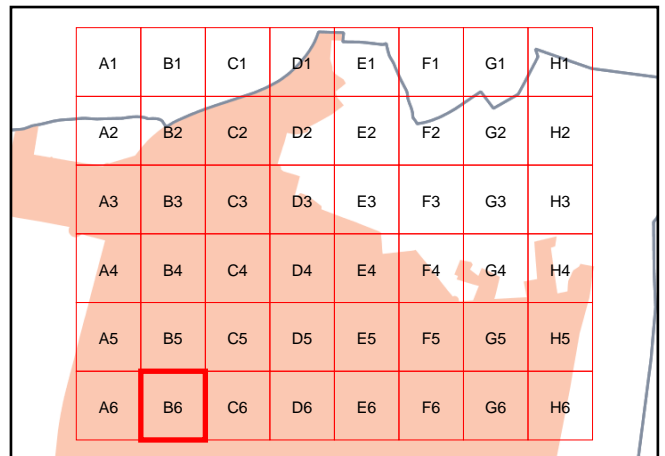 A1 B1 C1 D1 E1 F1 G1 H1
A2 B2 C2 D2 E2 F2 G2 H2
A3 B3 C3 D3 E3 F3 G3 H3
A4 B4 C4 D4 E4 F4 G4 H4
A5 B5 C5 D5 E5 F5 G5 H5
A6 B6 C6 D6 E6 F6 G6 H6